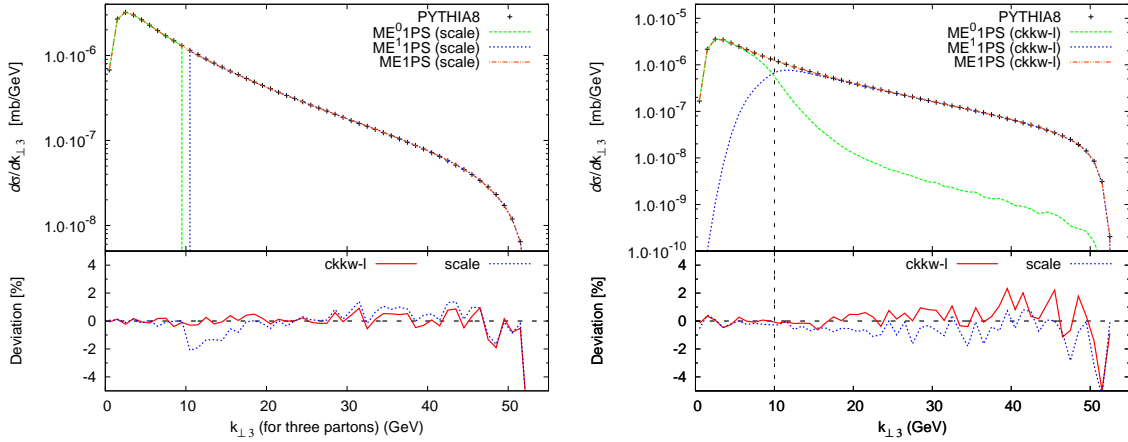 PYTHIA8
ME⁰1PS (scale)
ME¹1PS (scale)
ME1PS (scale)
dσ/dk⊥3 [mb/GeV]
1.0·10⁻⁶
1.0·10⁻⁷
1.0·10⁻⁸
ckkw-l
scale
Deviation [%]
4
2
0
-2
-4
0 10 20 30 40 50
k⊥3 (for three partons) (GeV)
PYTHIA8
ME⁰1PS (ckkw-l)
ME¹1PS (ckkw-l)
ME1PS (ckkw-l)
dσ/dk⊥3 [mb/GeV]
1.0·10⁻⁵
1.0·10⁻⁶
1.0·10⁻⁷
1.0·10⁻⁸
1.0·10⁻⁹
1.0·10⁻¹⁰
ckkw-l
scale
Deviation [%]
4
2
0
-2
-4
0 10 20 30 40 50
k⊥3 (GeV)